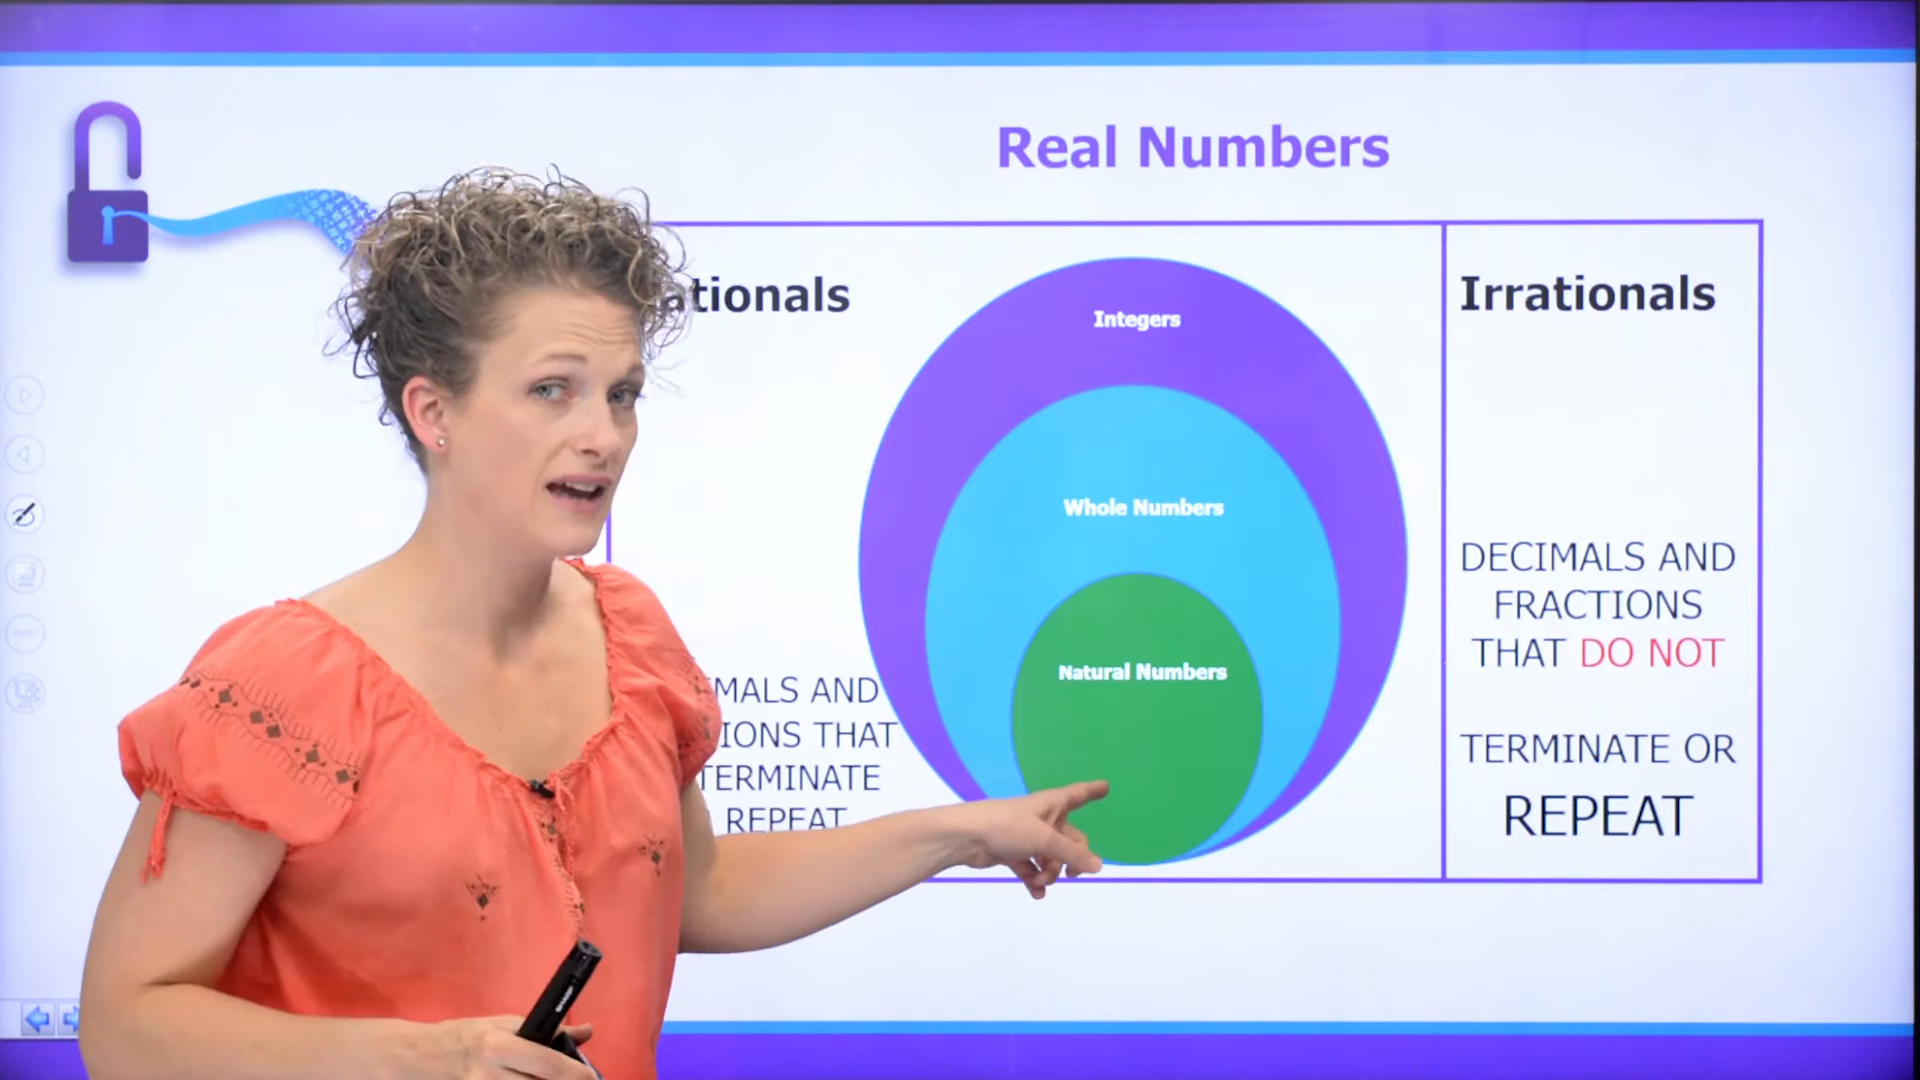 Real Numbers
ationals
Integers
Irrationals
Whole Numbers
Natural Numbers
MALS AND
IONS THAT
TERMINATE
REPEAT
DECIMALS AND
FRACTIONS
THAT DO NOT
TERMINATE OR
REPEAT
SHARP